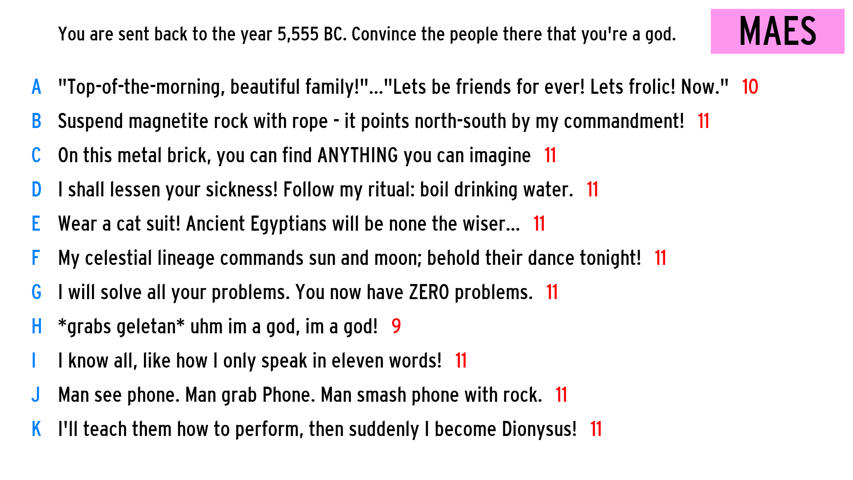 You are sent back to the year 5,555 BC. Convince the people there that you're a god.
MAES
A "Top-of-the-morning, beautiful family!"..."Lets be friends for ever! Lets frolic! Now." 10
B Suspend magnetite rock with rope - it points north-south by my commandment! 11
C On this metal brick, you can find ANYTHING you can imagine 11
D I shall lessen your sickness! Follow my ritual: boil drinking water. 11
E Wear a cat suit! Ancient Egyptians will be none the wiser... 11
F My celestial lineage commands sun and moon; behold their dance tonight! 11
G I will solve all your problems. You now have ZERO problems. 11
H *grabs geletan* uhm im a god, im a god! 9
I I know all, like how I only speak in eleven words! 11
J Man see phone. Man grab Phone. Man smash phone with rock. 11
K I'll teach them how to perform, then suddenly I become Dionysus! 11